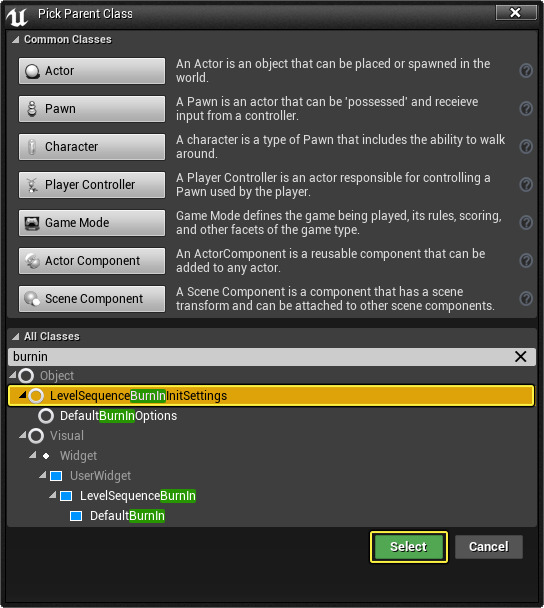 Pick Parent Class
Common Classes
Actor
An Actor is an object that can be placed or spawned in the
world.
Pawn
A Pawn is an actor that can be 'possessed' and receieve
input from a controller.
Character
A character is a type of Pawn that includes the ability to walk
around.
Player Controller
A Player Controller is an actor responsible for controlling a
Pawn used by the player.
Game Mode
Game Mode defines the game being played, its rules, scoring,
and other facets of the game type.
Actor Component
An ActorComponent is a reusable component that can be
added to any actor.
Scene Component
A Scene Component is a component that has a scene
transform and can be attached to other scene components.
All Classes
burnin
Object
LevelSequenceBurnInInitSettings
DefaultBurnInOptions
Visual
Widget
UserWidget
LevelSequenceBurnIn
DefaultBurnIn
Select
Cancel